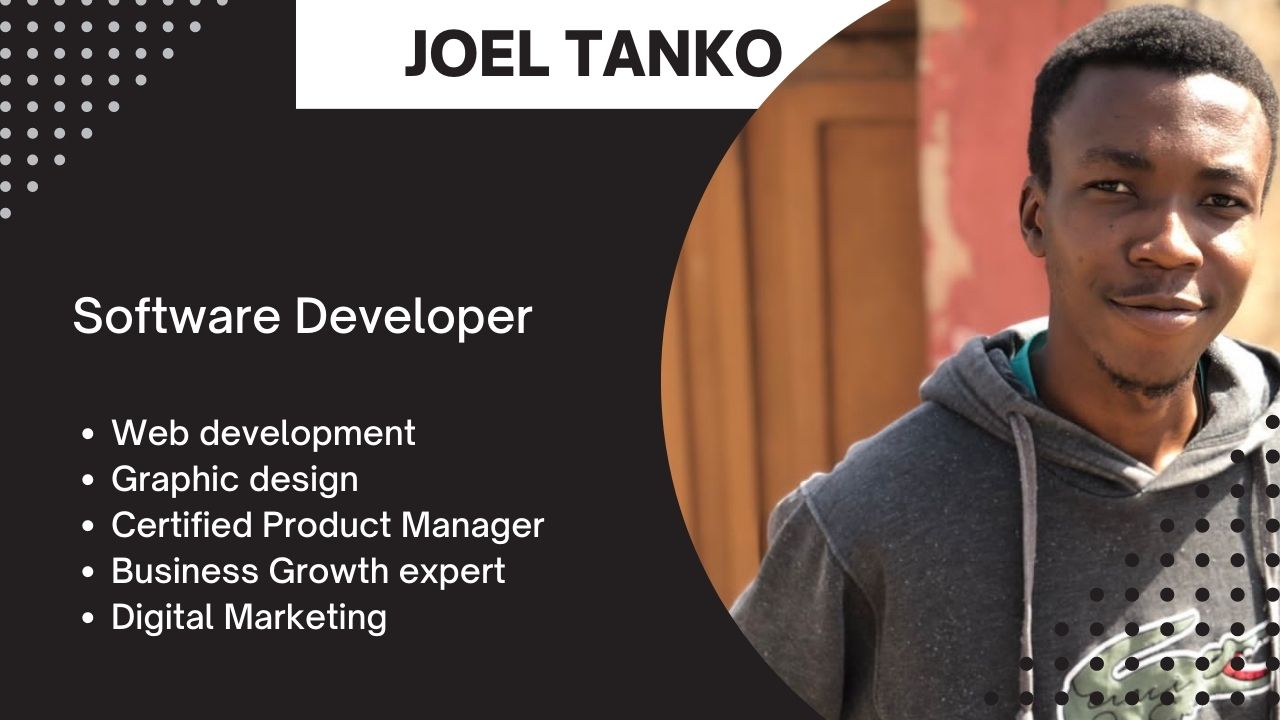 JOEL TANKO
Software Developer
• Web development
• Graphic design
• Certified Product Manager
• Business Growth expert
• Digital Marketing